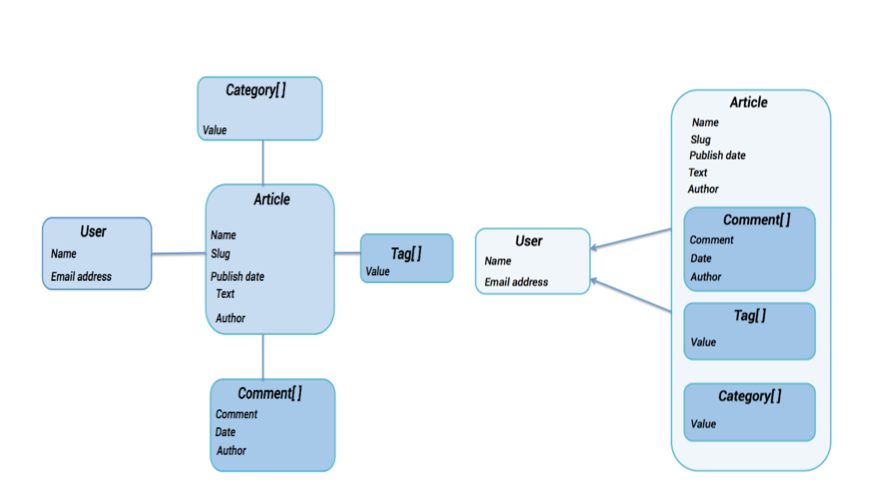 Category[ ]
Value
User
Name
Email address
Article
Name
Slug
Publish date
Text
Author
Tag[ ]
Value
Comment[ ]
Comment
Date
Author
User
Name
Email address
Article
Name
Slug
Publish date
Text
Author
Comment[ ]
Comment
Date
Author
Tag[ ]
Value
Category[ ]
Value